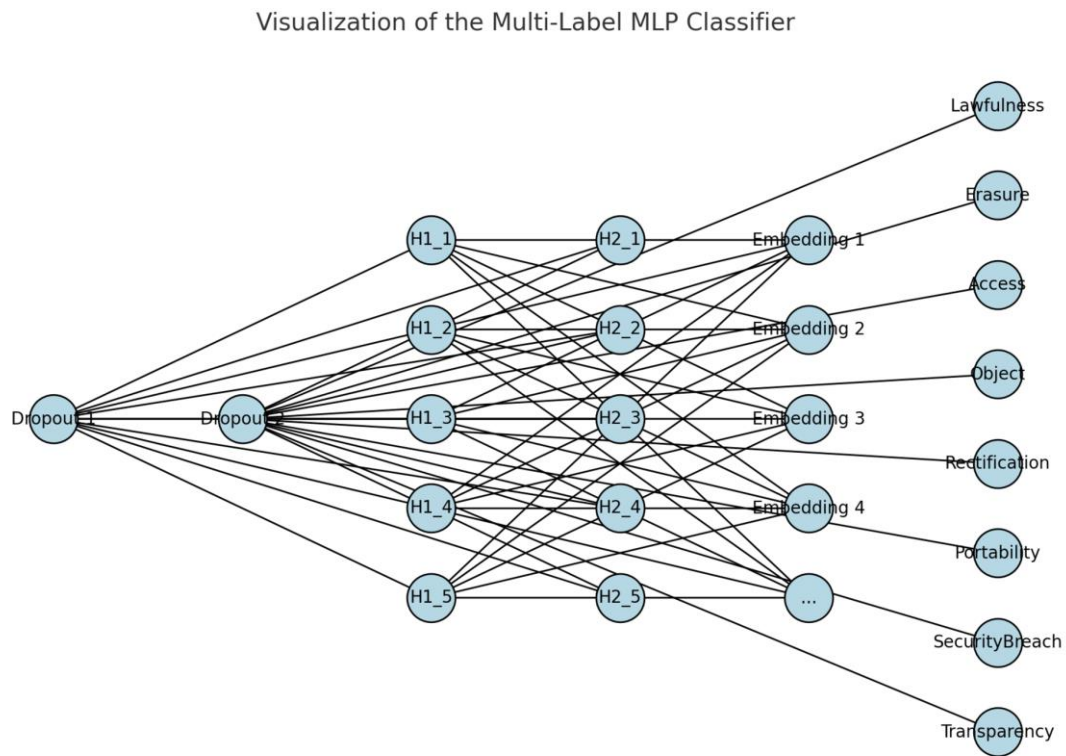 Visualization of the Multi-Label MLP Classifier
Lawfulness
Erasure
H1_1
H2_1
Embedding 1
Access
H1_2
H2_2
Embedding 2
Object
Dropout 1
Dropout 2
H1_3
H2_3
Embedding 3
Rectification
H1_4
H2_4
Embedding 4
Portability
H1_5
H2_5
...
SecurityBreach
Transparency